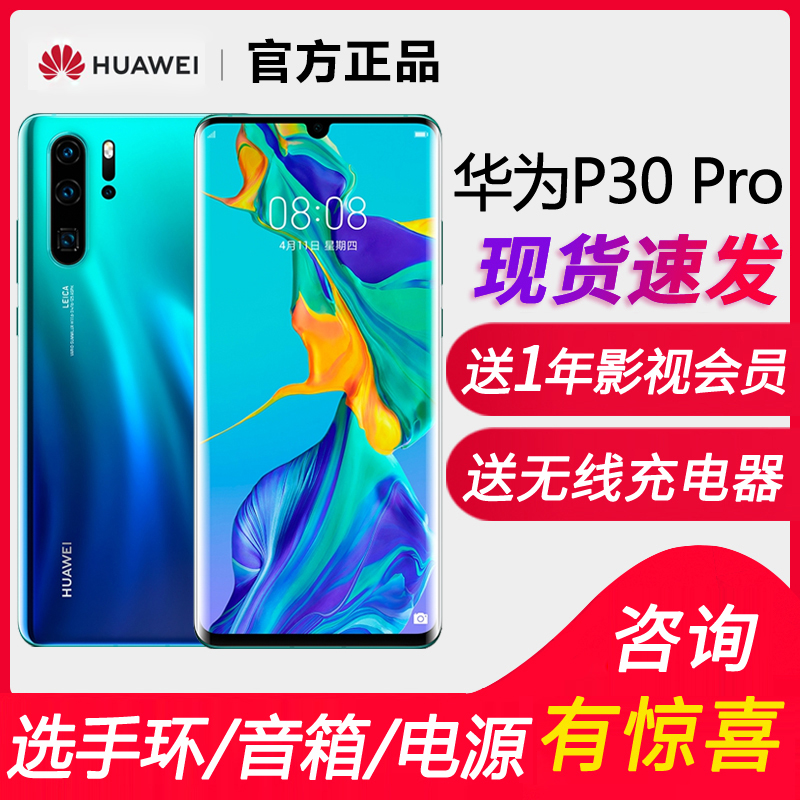 HUAWEI | 官方正品
华为P30 Pro
现货速发
送1年影视会员
送无线充电器
08:08
4月11日 星期四
LEICA
HUAWEI
咨询
选手环/音箱/电源 有惊喜